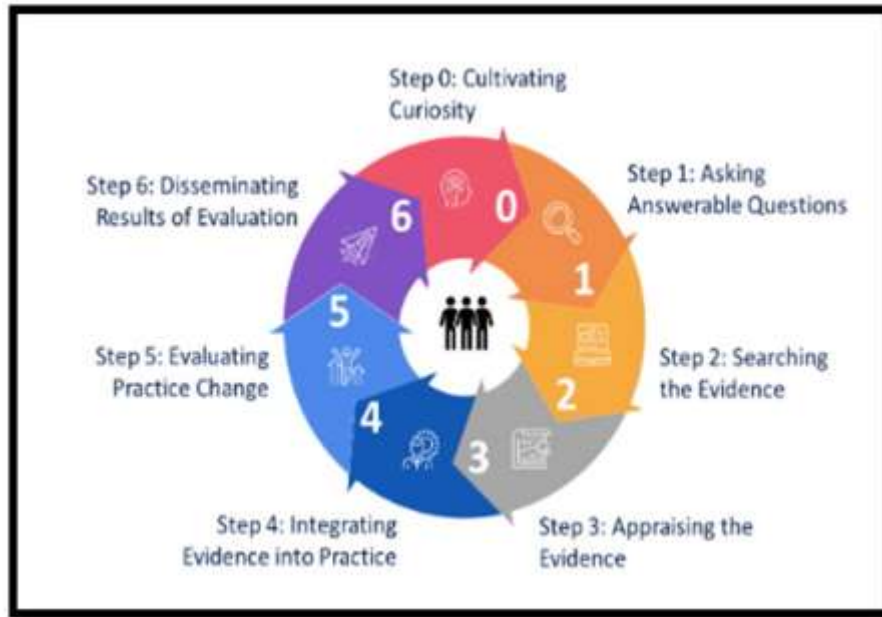 Step 0: Cultivating
Curiosity
Step 1: Asking
Answerable Questions
Step 2: Searching
the Evidence
Step 3: Appraising the
Evidence
Step 4: Integrating
Evidence into Practice
Step 5: Evaluating
Practice Change
Step 6: Disseminating
Results of Evaluation
0
1
2
3
4
5
6